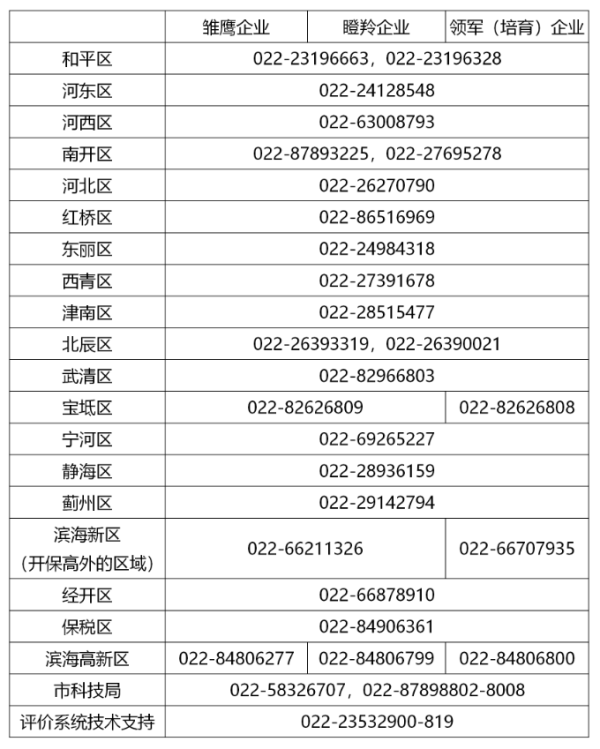 雏鹰企业 瞪羚企业 领军（培育）企业
和平区 022-23196663，022-23196328
河东区 022-24128548
河西区 022-63008793
南开区 022-87893225，022-27695278
河北区 022-26270790
红桥区 022-86516969
东丽区 022-24984318
西青区 022-27391678
津南区 022-28515477
北辰区 022-26393319，022-26390021
武清区 022-82966803
宝坻区 022-82626809 022-82626808
宁河区 022-69265227
静海区 022-28936159
蓟州区 022-29142794
滨海新区
（开保高外的区域） 022-66211326 022-66707935
经开区 022-66878910
保税区 022-84906361
滨海高新区 022-84806277 022-84806799 022-84806800
市科技局 022-58326707，022-87898802-8008
评价系统技术支持 022-23532900-819